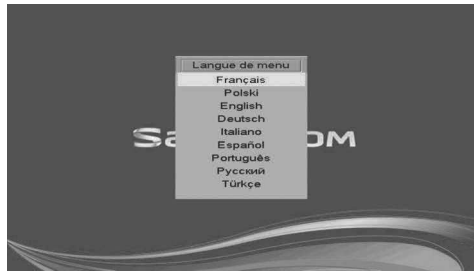 Langue de menu
Français
Polski
English
Deutsch
Italiano
Español
Português
Русский
Türkçe